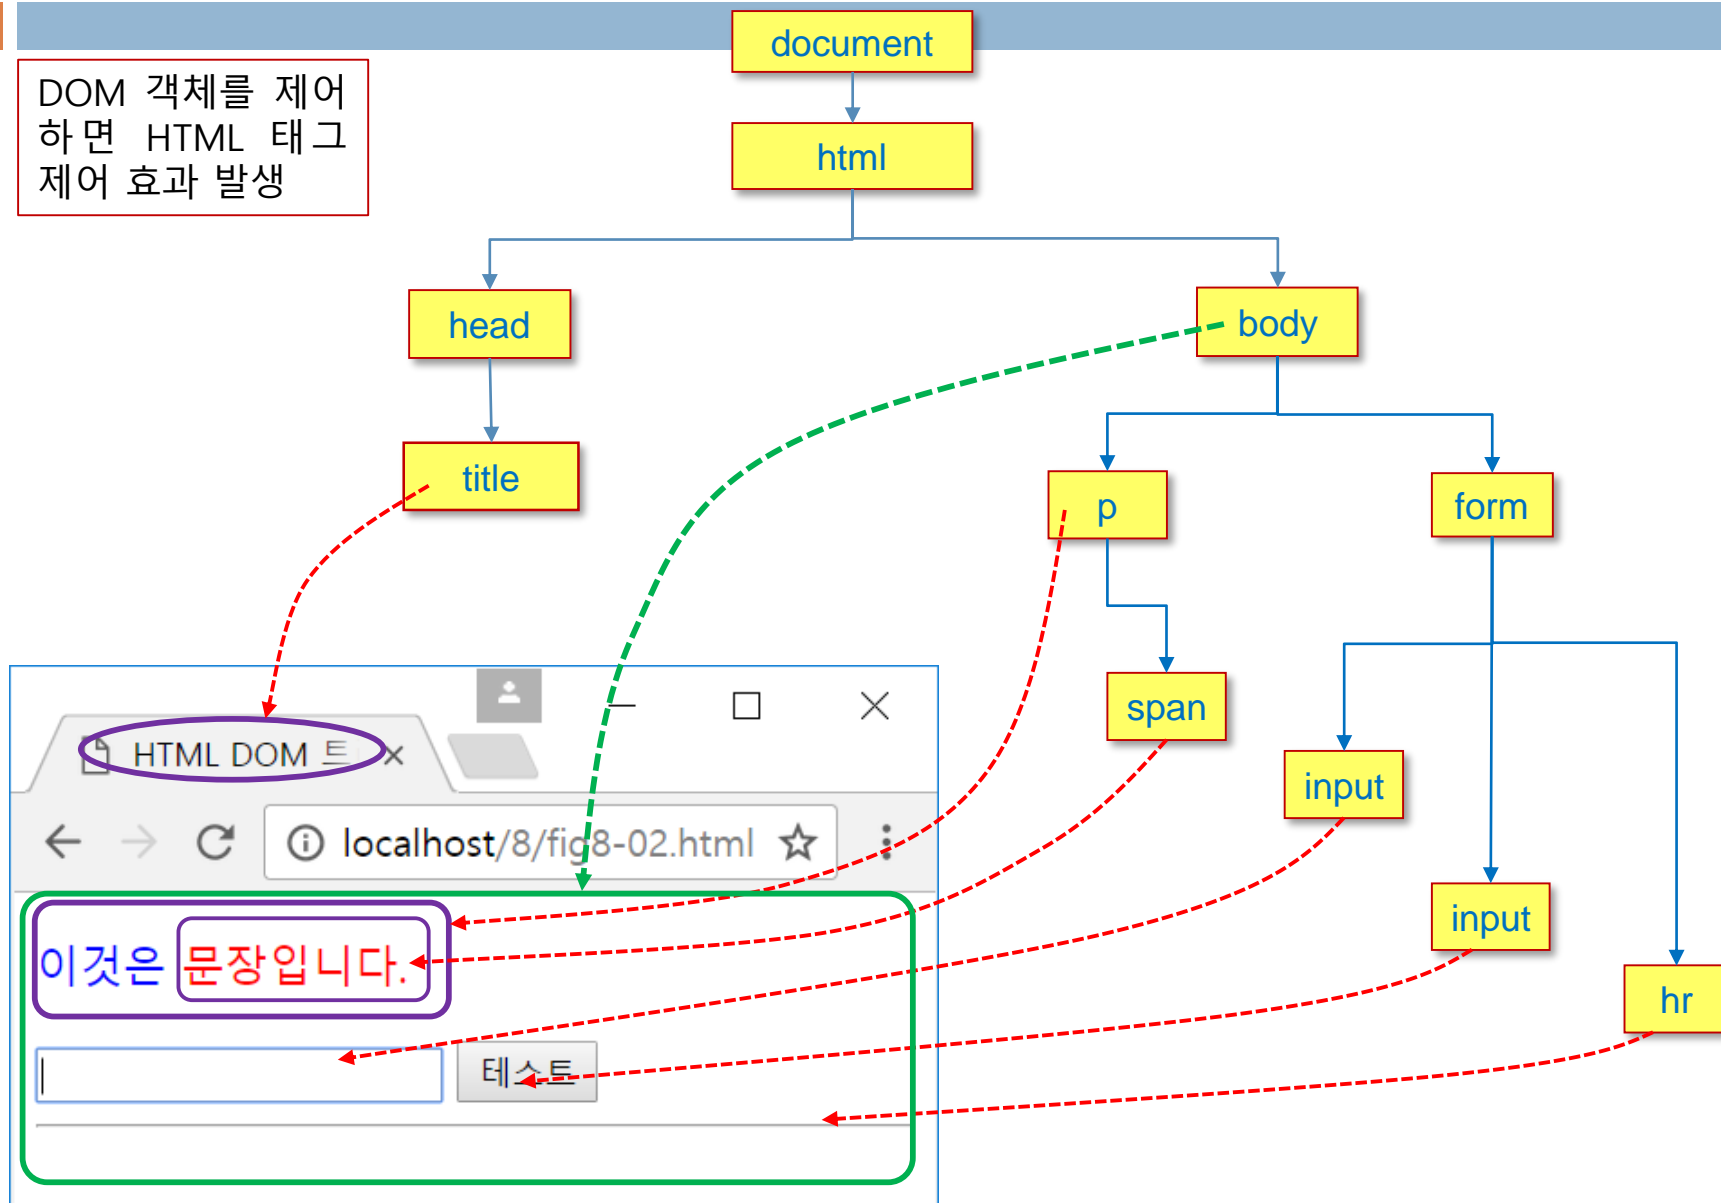 document
DOM 객체를 제어
하면 HTML 태그
제어 효과 발생
html
head
body
title
p
form
span
input
input
hr
HTML DOM 트
localhost/8/fig8-02.html
이것은 문장입니다.
테스트